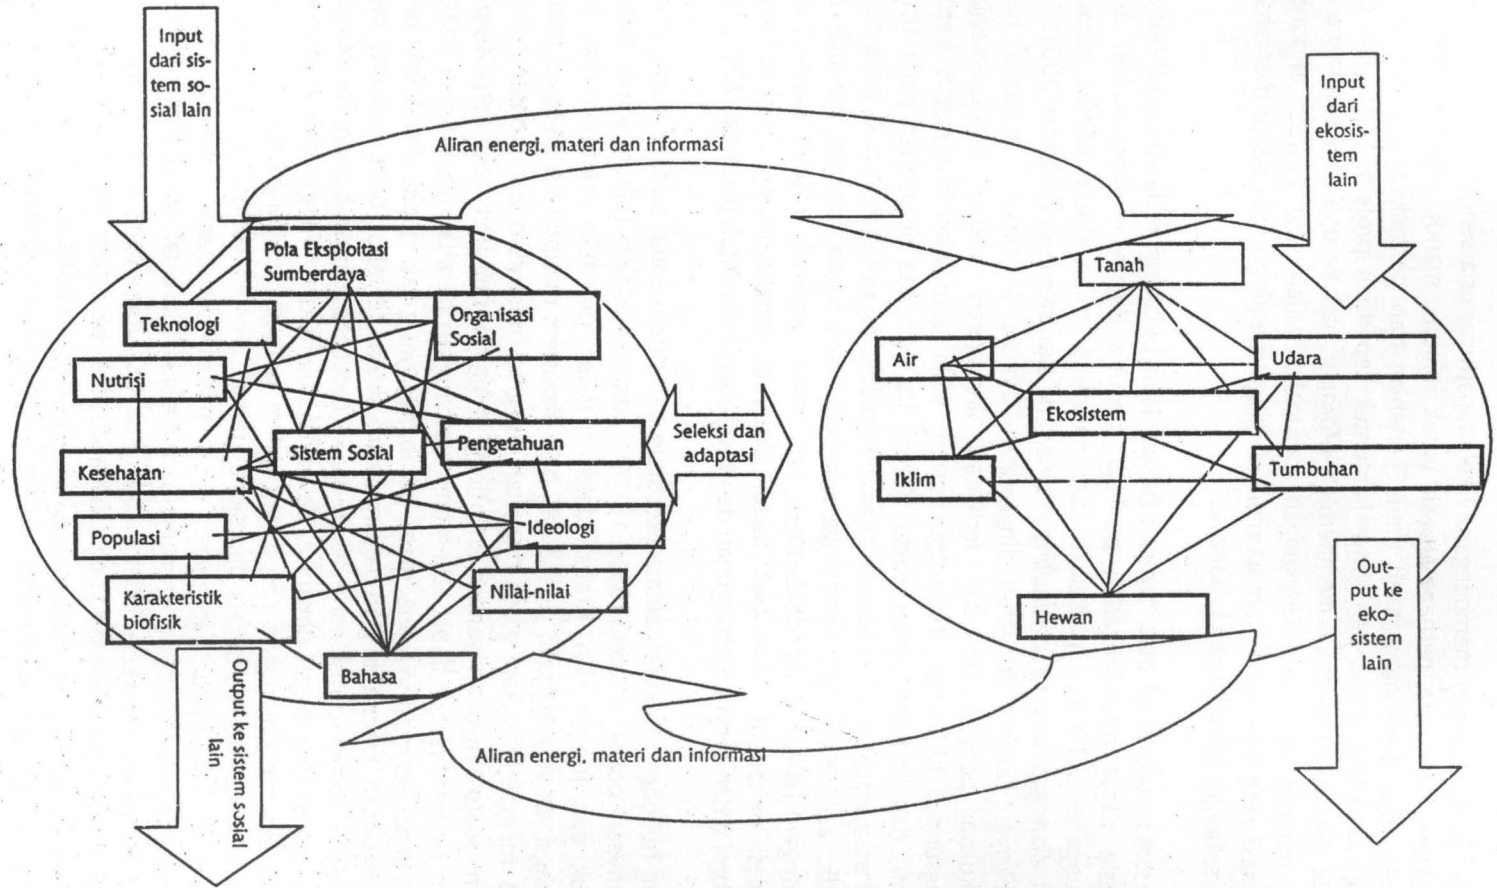 Input
dari sis-
tem so-
sial lain
Input
dari
ekosis-
tem
lain
Aliran energi, materi dan informasi
Pola Eksploitasi
Sumberdaya
Tanah
Teknologi
Organisasi
Sosial
Air
Udara
Nutrisi
Ekosistem
Sistem Sosial
Pengetahuan
Seleksi dan
adaptasi
Kesehatan
Iklim
Tumbuhan
Populasi
Ideologi
Karakteristik
biofisik
Nilai-nilai
Hewan
Out-
put ke
eko-
sistem
lain
Bahasa
Output ke sistem sosial
lain
Aliran energi, materi dan informasi